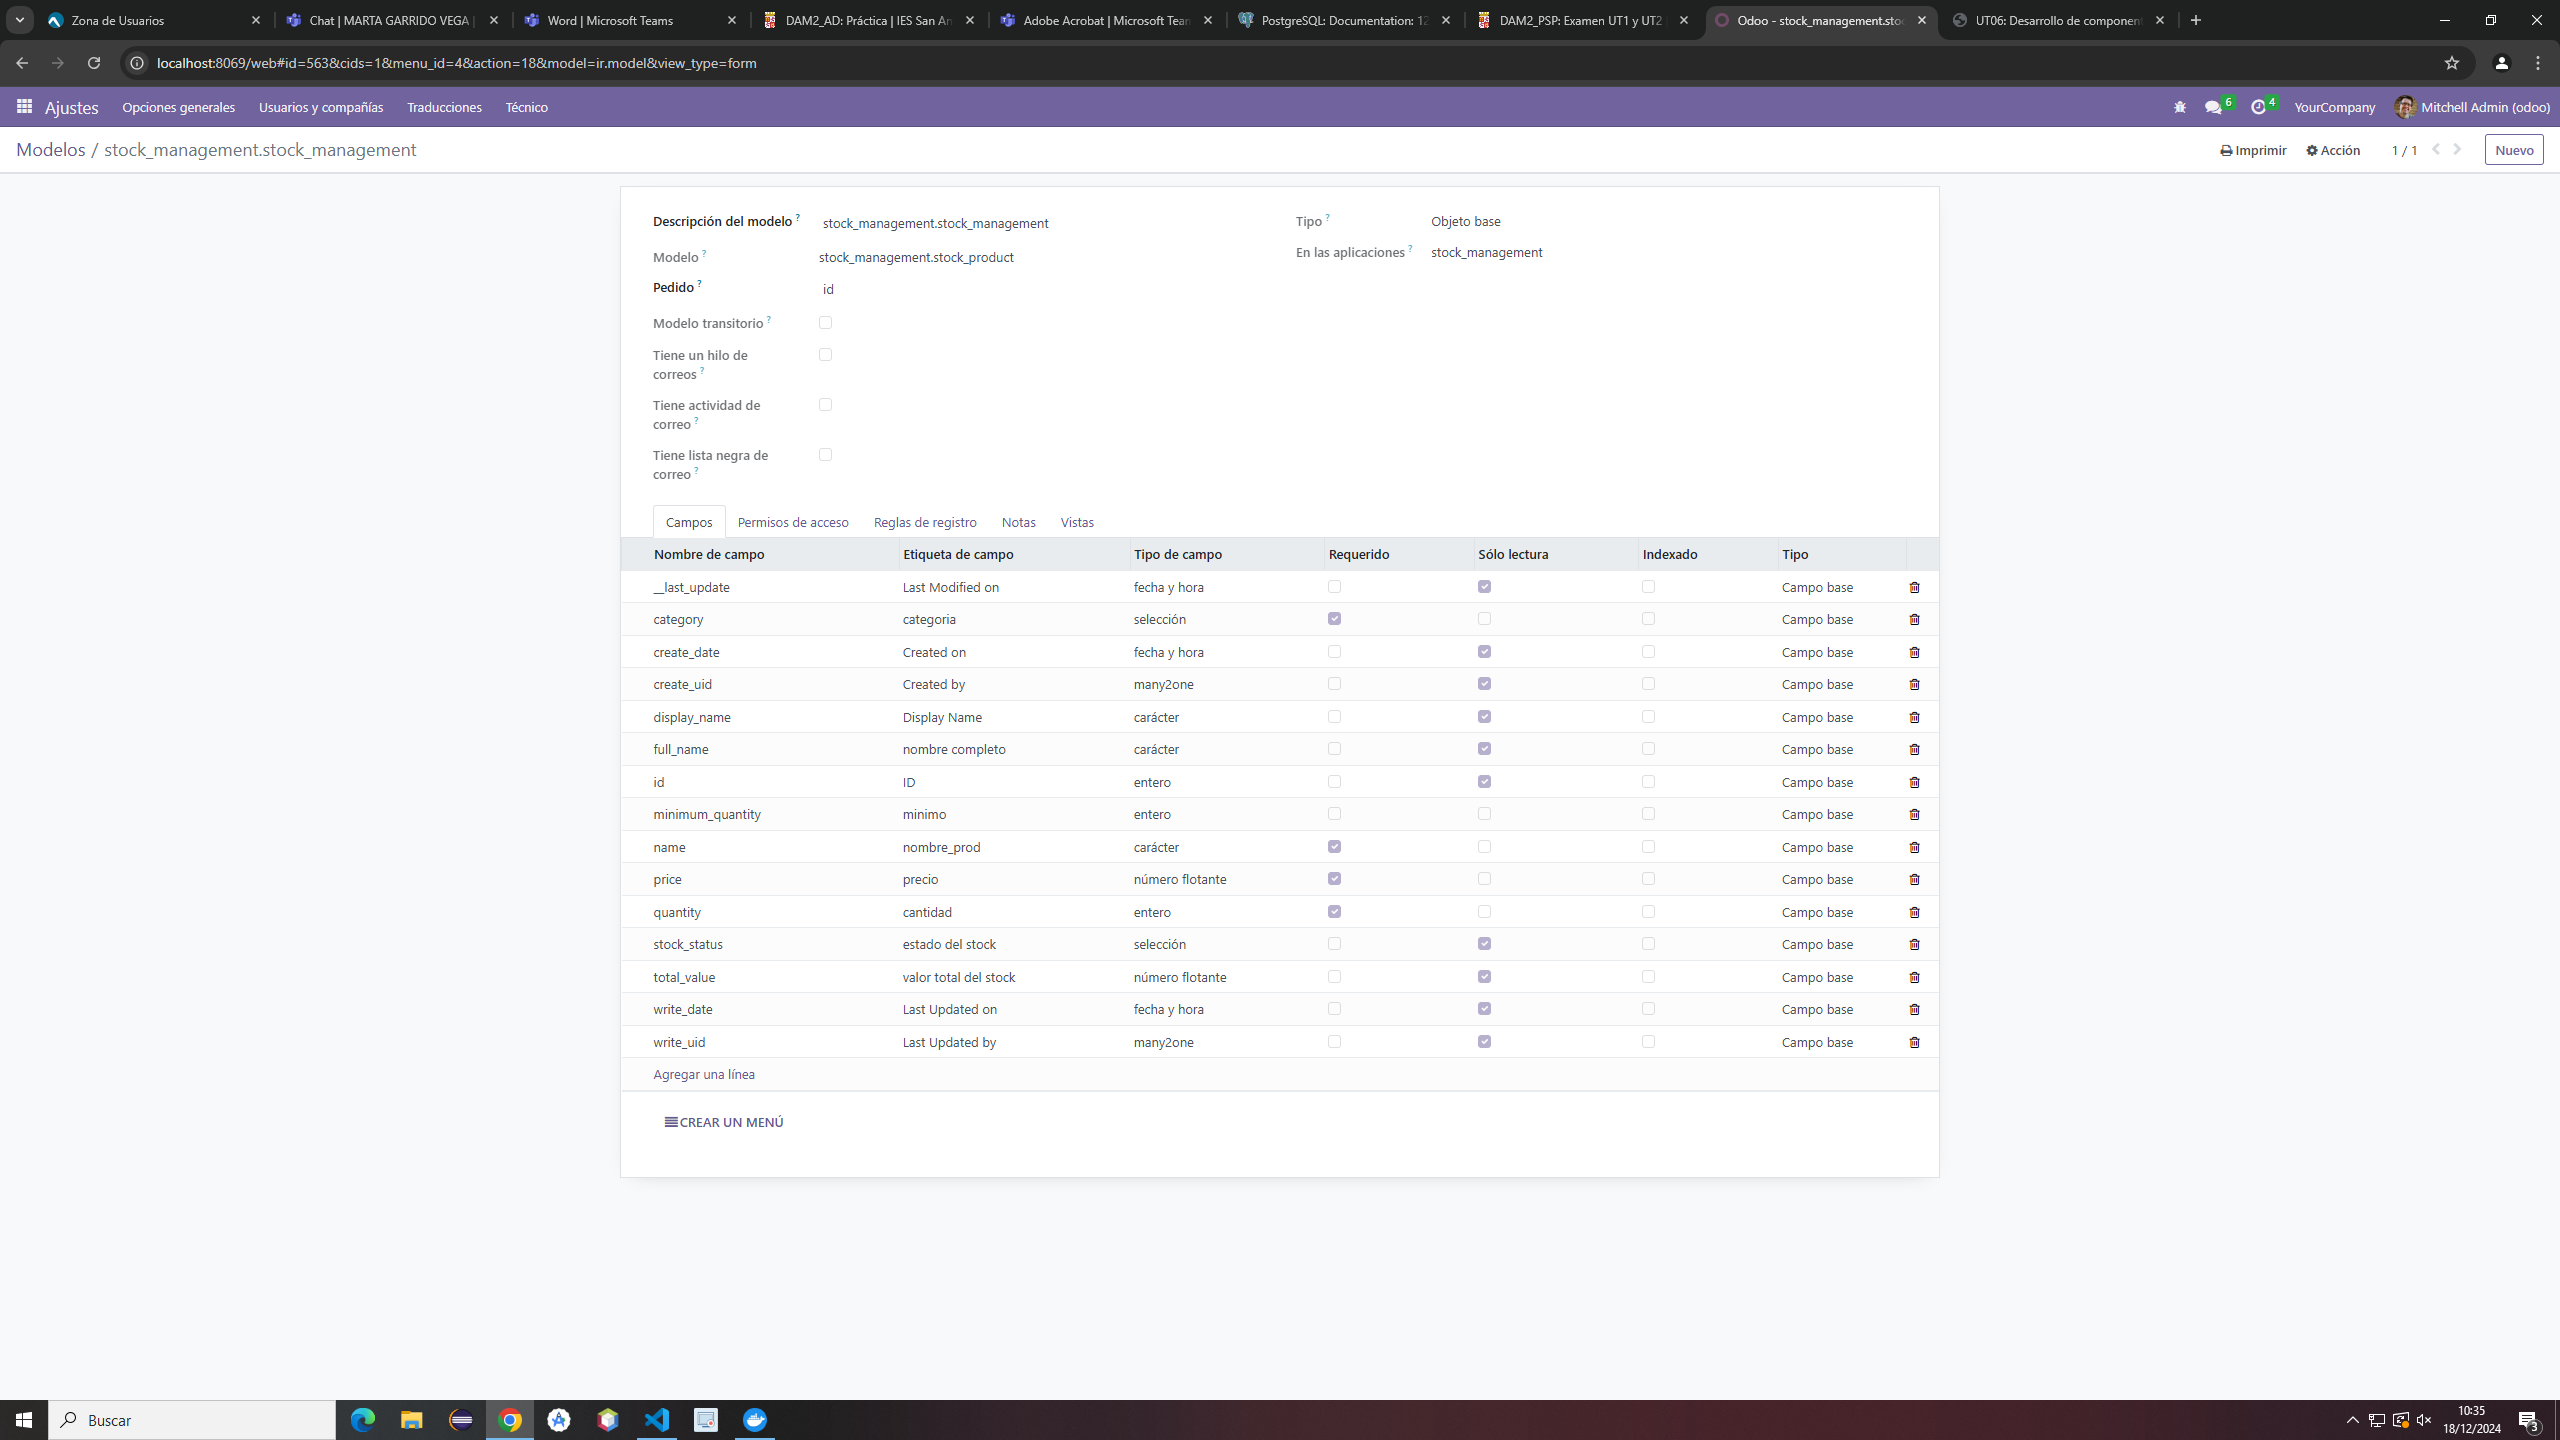 Zona de Usuarios
Chat | MARTA GARRIDO VEGA |
Word | Microsoft Teams
DAM2_AD: Práctica | IES San An
Adobe Acrobat | Microsoft Tean
PostgreSQL: Documentation: 12
DAM2_PSP: Examen UT1 y UT2
Odoo - stock_management.stoc
UT06: Desarrollo de component
localhost:8069/web#id=563&cids=1&menu_id=4&action=18&model=ir.model&view_type=form
Ajustes Opciones generales Usuarios y compañías Traducciones Técnico 6 4 YourCompany Mitchell Admin (odoo)
Modelos / stock_management.stock_management Imprimir Acción 1 / 1 Nuevo
Descripción del modelo ? stock_management.stock_management Tipo ? Objeto base
Modelo ? stock_management.stock_product En las aplicaciones ? stock_management
Pedido ? id
Modelo transitorio ?
Tiene un hilo de
correos ?
Tiene actividad de
correo ?
Tiene lista negra de
correo ?
Campos Permisos de acceso Reglas de registro Notas Vistas
Nombre de campo Etiqueta de campo Tipo de campo Requerido Sólo lectura Indexado Tipo
__last_update Last Modified on fecha y hora Campo base
category categoria selección Campo base
create_date Created on fecha y hora Campo base
create_uid Created by many2one Campo base
display_name Display Name carácter Campo base
full_name nombre completo carácter Campo base
id ID entero Campo base
minimum_quantity minimo entero Campo base
name nombre_prod carácter Campo base
price precio número flotante Campo base
quantity cantidad entero Campo base
stock_status estado del stock selección Campo base
total_value valor total del stock número flotante Campo base
write_date Last Updated on fecha y hora Campo base
write_uid Last Updated by many2one Campo base
Agregar una línea
CREAR UN MENÚ
Buscar
10:35
18/12/2024
3